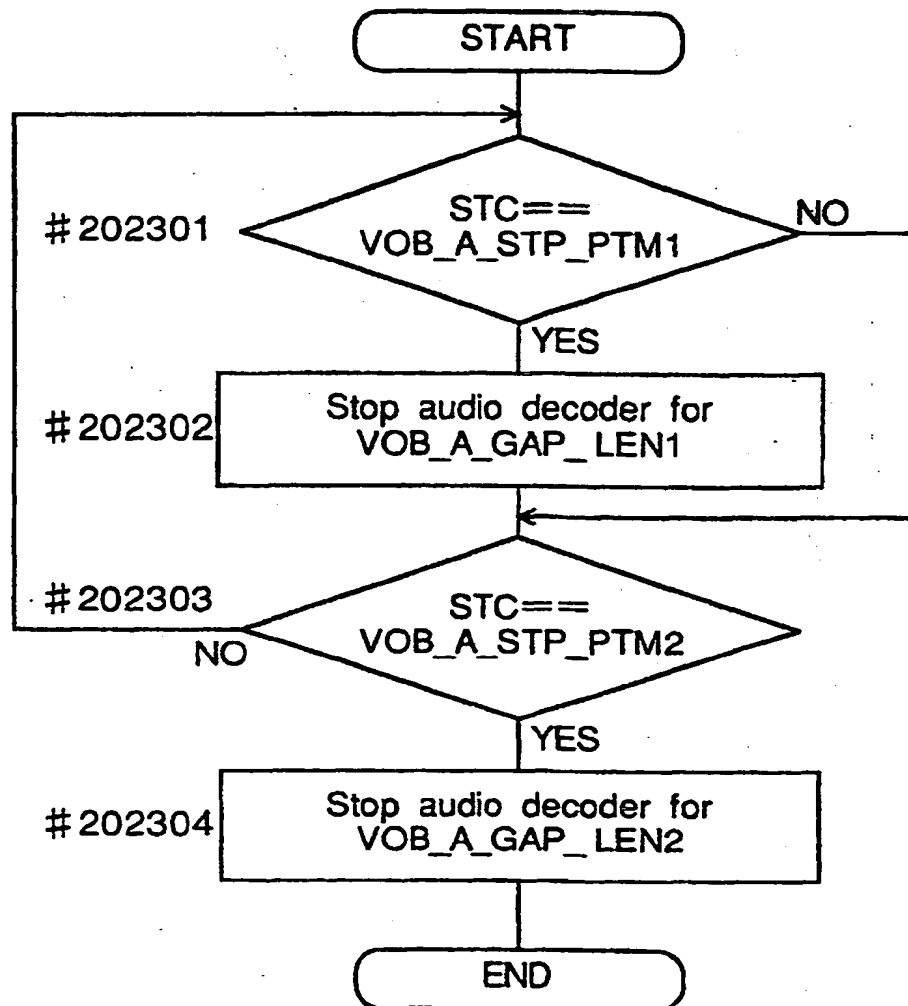 START
#202301
STC==
VOB_A_STP_PTM1
NO
YES
#202302
Stop audio decoder for
VOB_A_GAP_LEN1
#202303
STC==
VOB_A_STP_PTM2
NO
YES
#202304
Stop audio decoder for
VOB_A_GAP_LEN2
END